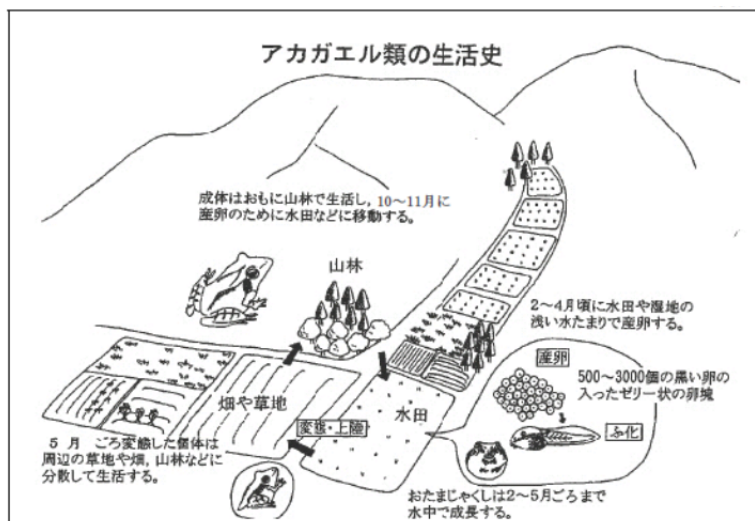 アカガエル類の生活史
成体はおもに山林で生活し, 10～11月に
産卵のために水田などに移動する。
山林
2～4月頃に水田や湿地の
浅い水たまりで産卵する。
産卵
500～3000個の黒い卵の
入ったゼリー状の卵塊
畑や草地
水田
変態・上陸
ふ化
5 月 ごろ変態した個体は
周辺の草地や畑, 山林などに
分散して生活する。
おたまじゃくしは2～5月ごろまで
水中で成長する。